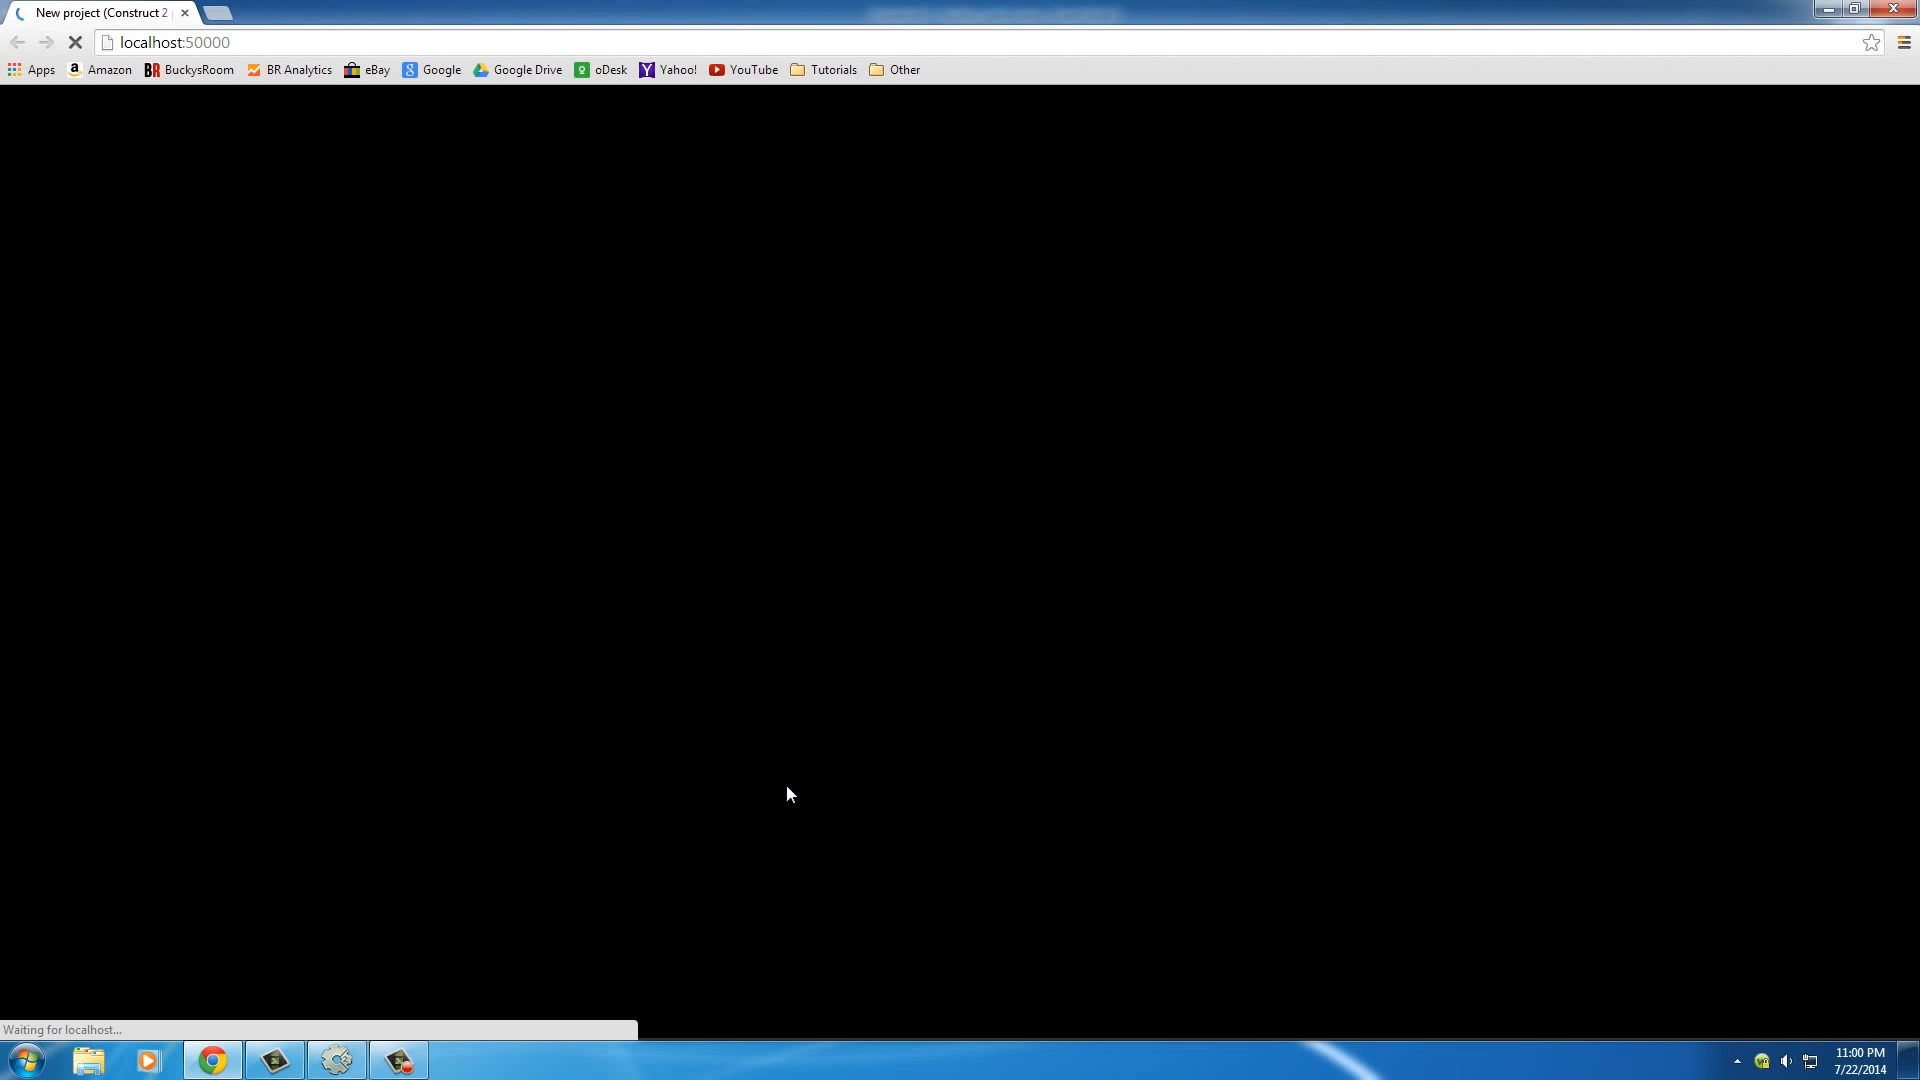 New project (Construct 2
localhost:50000
Apps Amazon BuckysRoom BR Analytics eBay Google Google Drive oDesk Yahoo! YouTube Tutorials Other
Waiting for localhost...
11:00 PM
7/22/2014